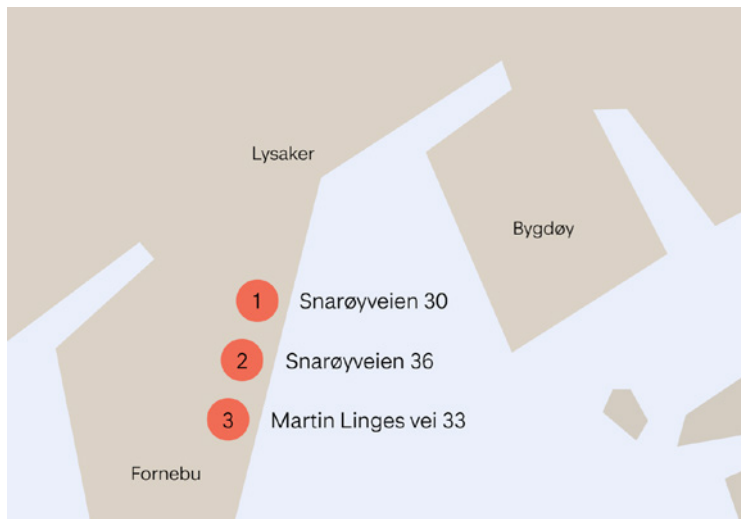 Lysaker
Bygdøy
1 Snarøyveien 30
2 Snarøyveien 36
3 Martin Linges vei 33
Fornebu